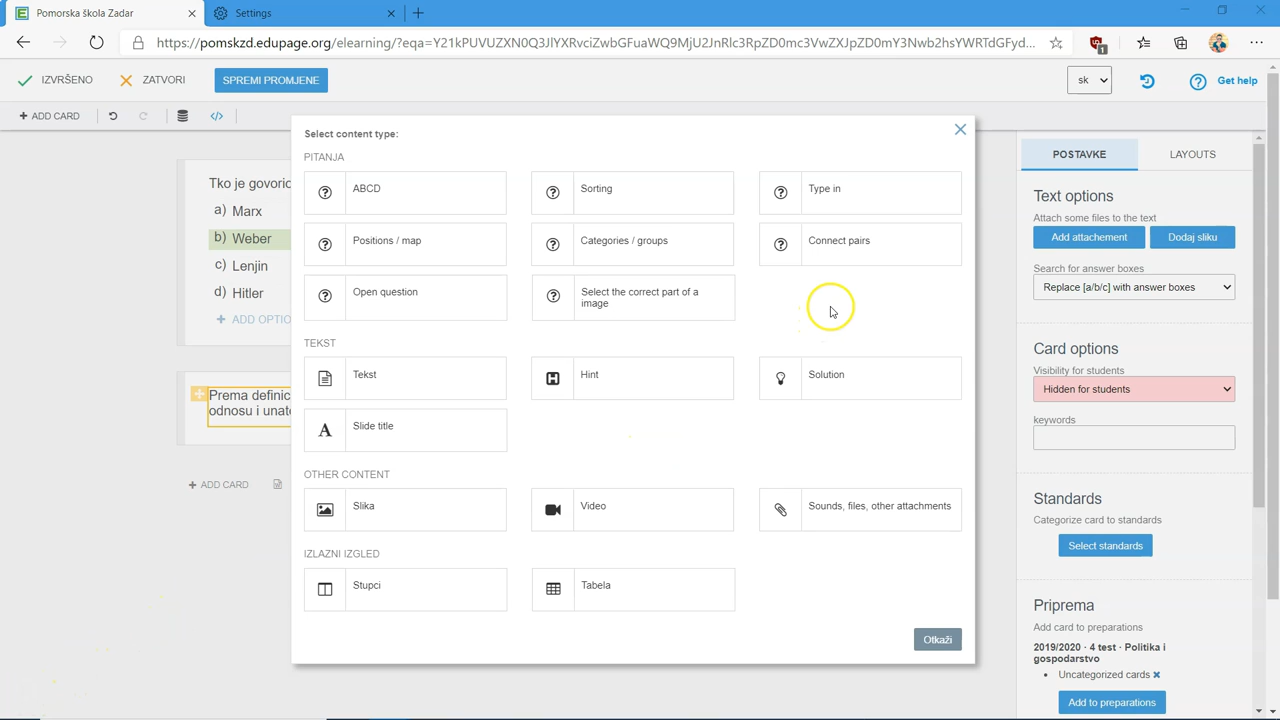 Pomorska škola Zadar
Settings
https://pomskzd.edupage.org/elearning/?eqa=
IZVRŠENO
ZATVORI
SPREMI PROMJENE
sk
Get help
+ ADD CARD
Select content type:
PITANJA
ABCD
Sorting
Type in
Positions / map
Categories / groups
Connect pairs
Open question
Select the correct part of a
image
TEKST
Tekst
Hint
Solution
Slide title
OTHER CONTENT
Slika
Video
Sounds, files, other attachments
IZLAZNI IZGLED
Stupci
Tabela
Otkaži
Tko je govoric
a) Marx
b) Weber
c) Lenjin
d) Hitler
+ ADD OPTIO
Prema definic
odnosu i unato
+ ADD CARD
POSTAVKE
LAYOUTS
Text options
Attach some files to the text
Add attachement
Dodaj sliku
Search for answer boxes
Replace [a/b/c] with answer boxes
Card options
Visibility for students
Hidden for students
keywords
Standards
Categorize card to standards
Select standards
Priprema
Add card to preparations
2019/2020 · 4 test · Politika i
gospodarstvo
Uncategorized cards
Add to preparations